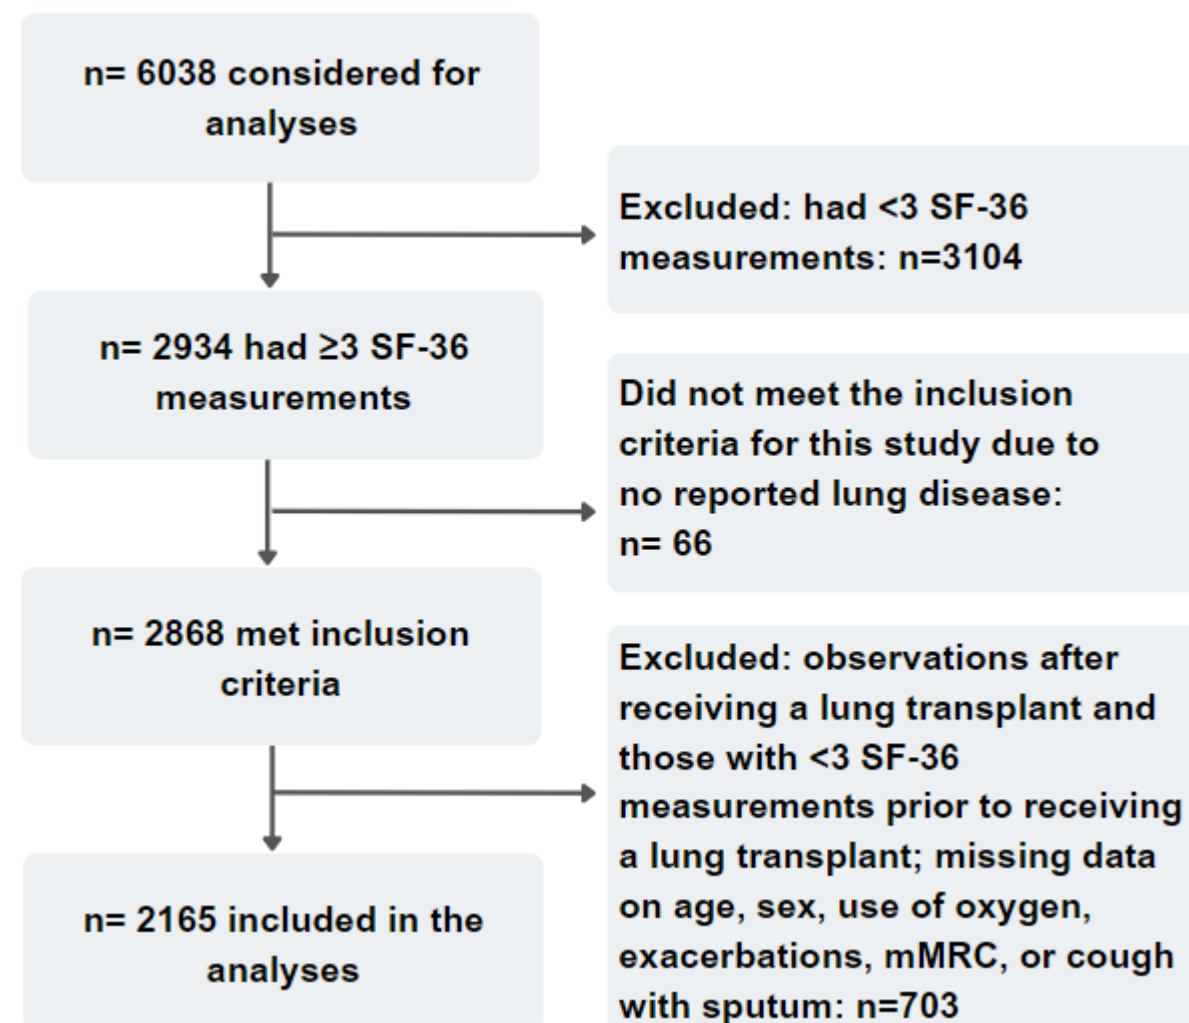 n= 6038 considered for
analyses
Excluded: had <3 SF-36
measurements: n=3104
n= 2934 had ≥3 SF-36
measurements
Did not meet the inclusion
criteria for this study due to
no reported lung disease:
n= 66
n= 2868 met inclusion
criteria
Excluded: observations after
receiving a lung transplant and
those with <3 SF-36
measurements prior to receiving
a lung transplant; missing data
on age, sex, use of oxygen,
exacerbations, mMRC, or cough
with sputum: n=703
n= 2165 included in the
analyses